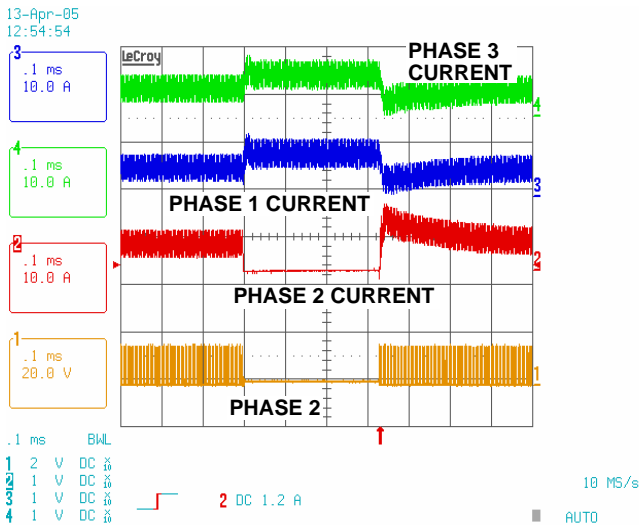 13-Apr-05
12:54:54
3
.1 ms
10.0 A
4
.1 ms
10.0 A
2
.1 ms
10.0 A
1
.1 ms
20.0 V
LeCroy
PHASE 3
CURRENT
4
PHASE 1 CURRENT
3
2
PHASE 2 CURRENT
1
PHASE 2
.1 ms BWL
1 2 V DC X10
2 1 V DC X10
3 1 V DC X10
4 1 V DC X10
2 DC 1.2 A
10 MS/s
AUTO